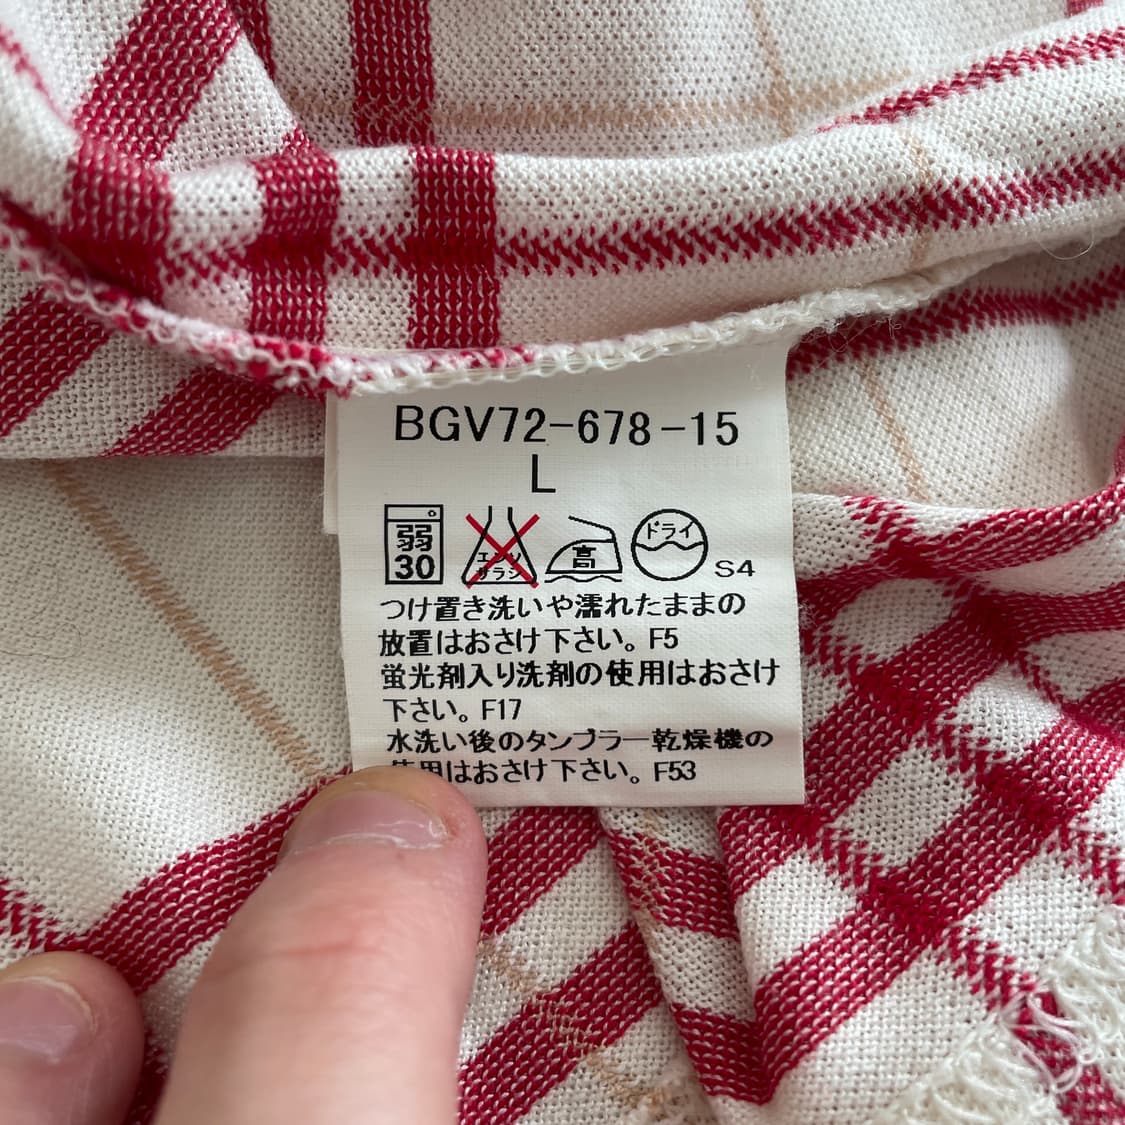 BGV72-678-15
L
弱
30
エンソ
サラシ
高
ドライ
S4
つけ置き洗いや濡れたままの
放置はおさけ下さい。F5
蛍光剤入り洗剤の使用はおさけ
下さい。F17
水洗い後のタンブラー乾燥機の
使用はおさけ下さい。F53